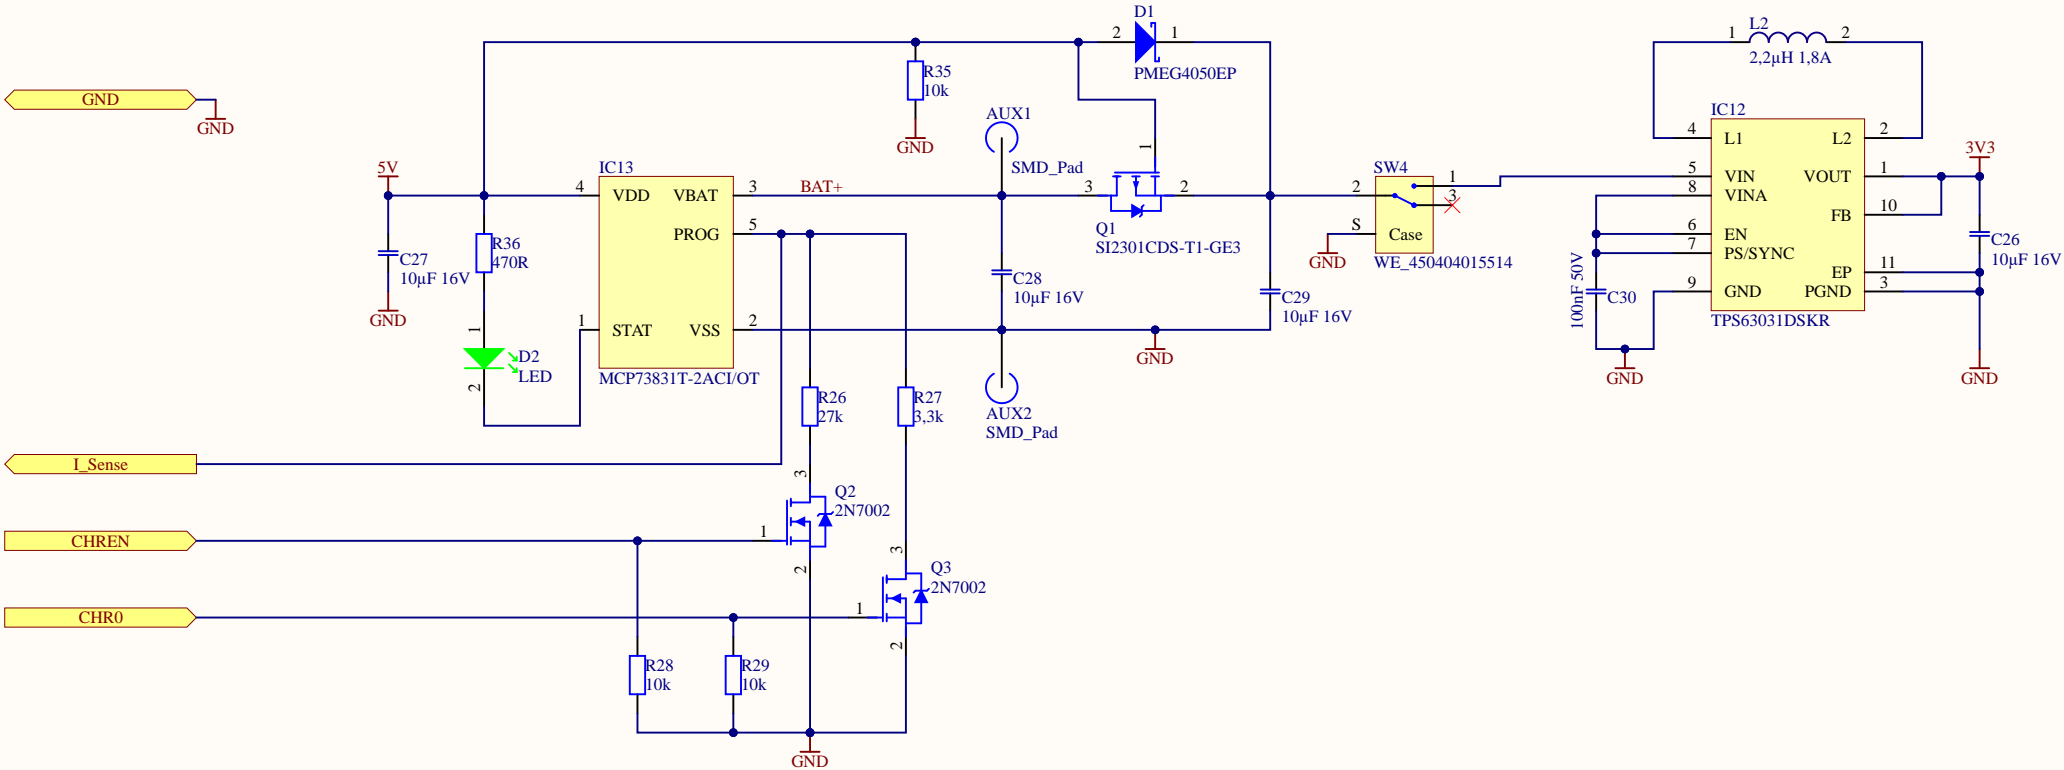 D1
2
1
PMEG4050EP
L2
1
2
2,2µH 1,8A
GND
GND
R35
10k
GND
AUX1
SMD_Pad
1
IC12
4
L1
L2
2
5V
IC13
4
VDD
VBAT
3
BAT+
3
2
Q1
SI2301CDS-T1-GE3
SW4
2
1
3
S
Case
GND
WE_450404015514
5
VIN
VOUT
1
3V3
8
VINA
FB
10
6
EN
7
PS/SYNC
EP
11
9
GND
PGND
3
TPS63031DSKR
C26
10µF 16V
PROG
5
R36
470R
C27
10µF 16V
GND
C28
10µF 16V
C29
10µF 16V
100nF 50V
C30
GND
GND
1
D2
LED
2
1
STAT
VSS
2
MCP73831T-2ACI/OT
GND
R26
27k
R27
3,3k
AUX2
SMD_Pad
I_Sense
3
Q2
2N7002
CHREN
1
2
3
Q3
2N7002
CHR0
1
2
R28
10k
R29
10k
GND